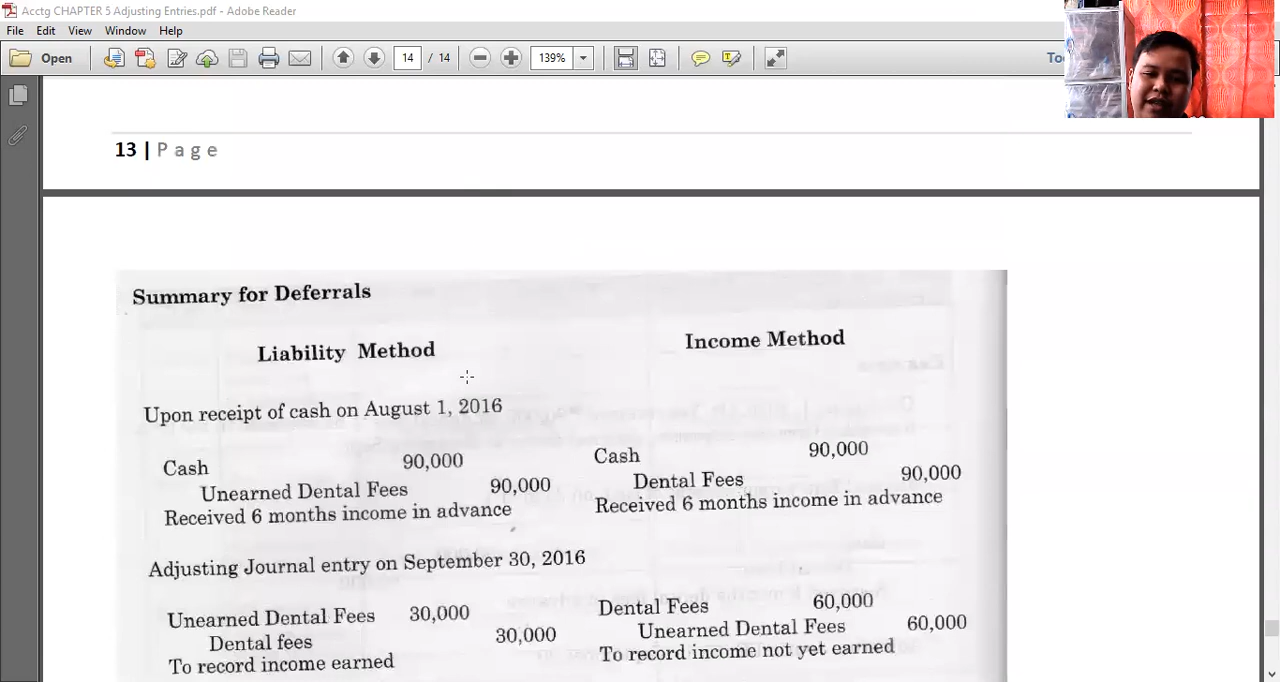 Acctg CHAPTER 5 Adjusting Entries.pdf - Adobe Reader
File Edit View Window Help
Open 14 / 14 139%
13 | Page
Summary for Deferrals
Liability Method Income Method
Upon receipt of cash on August 1, 2016
Cash 90,000 Cash 90,000
Unearned Dental Fees 90,000 Dental Fees 90,000
Received 6 months income in advance Received 6 months income in advance
Adjusting Journal entry on September 30, 2016
Unearned Dental Fees 30,000 Dental Fees 60,000
Dental fees 30,000 Unearned Dental Fees 60,000
To record income earned To record income not yet earned